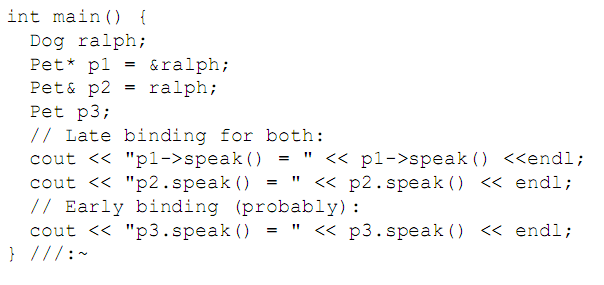 int main() {
  Dog ralph;
  Pet* p1 = &ralph;
  Pet& p2 = ralph;
  Pet p3;
  // Late binding for both:
  cout << "p1->speak() = " << p1->speak() <<endl;
  cout << "p2.speak() = " << p2.speak() << endl;
  // Early binding (probably):
  cout << "p3.speak() = " << p3.speak() << endl;
} ///:~